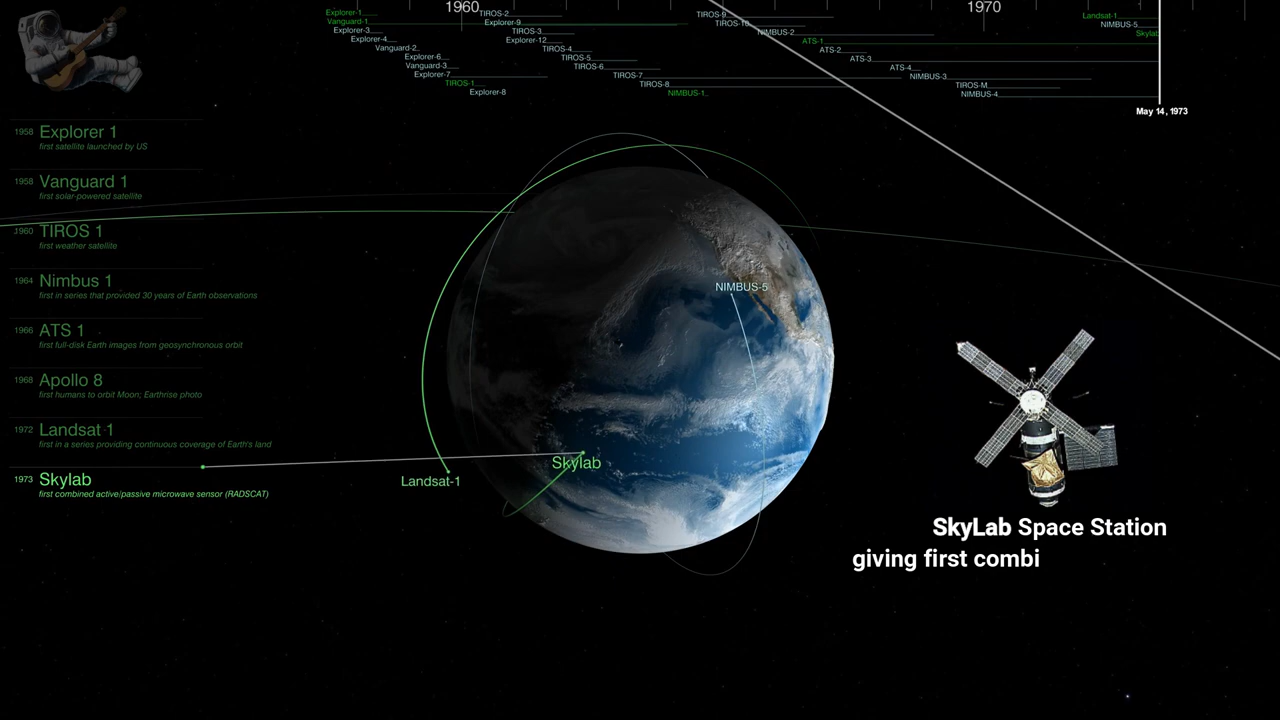 1960
1970
Explorer-1
Vanguard-1
Explorer-3
Explorer-4
Vanguard-2
Explorer-6
Vanguard-3
Explorer-7
TIROS-1
Explorer-8
TIROS-2
Explorer-9
TIROS-3
Explorer-12
TIROS-4
TIROS-5
TIROS-6
TIROS-7
TIROS-8
NIMBUS-1
TIROS-9
TIROS-10
NIMBUS-2
ATS-1
ATS-2
ATS-3
ATS-4
NIMBUS-3
TIROS-M
NIMBUS-4
Landsat-1
NIMBUS-5
Skylab
May 14, 1973
1958 Explorer 1
first satellite launched by US
1958 Vanguard 1
first solar-powered satellite
1960 TIROS 1
first weather satellite
1964 Nimbus 1
first in series that provided 30 years of Earth observations
1966 ATS 1
first full-disk Earth images from geosynchronous orbit
1968 Apollo 8
first humans to orbit Moon; Earthrise photo
1972 Landsat 1
first in a series providing continuous coverage of Earth's land
1973 Skylab
first combined active/passive microwave sensor (RADSCAT)
NIMBUS-5
Skylab
Landsat-1
SkyLab Space Station
giving first combi